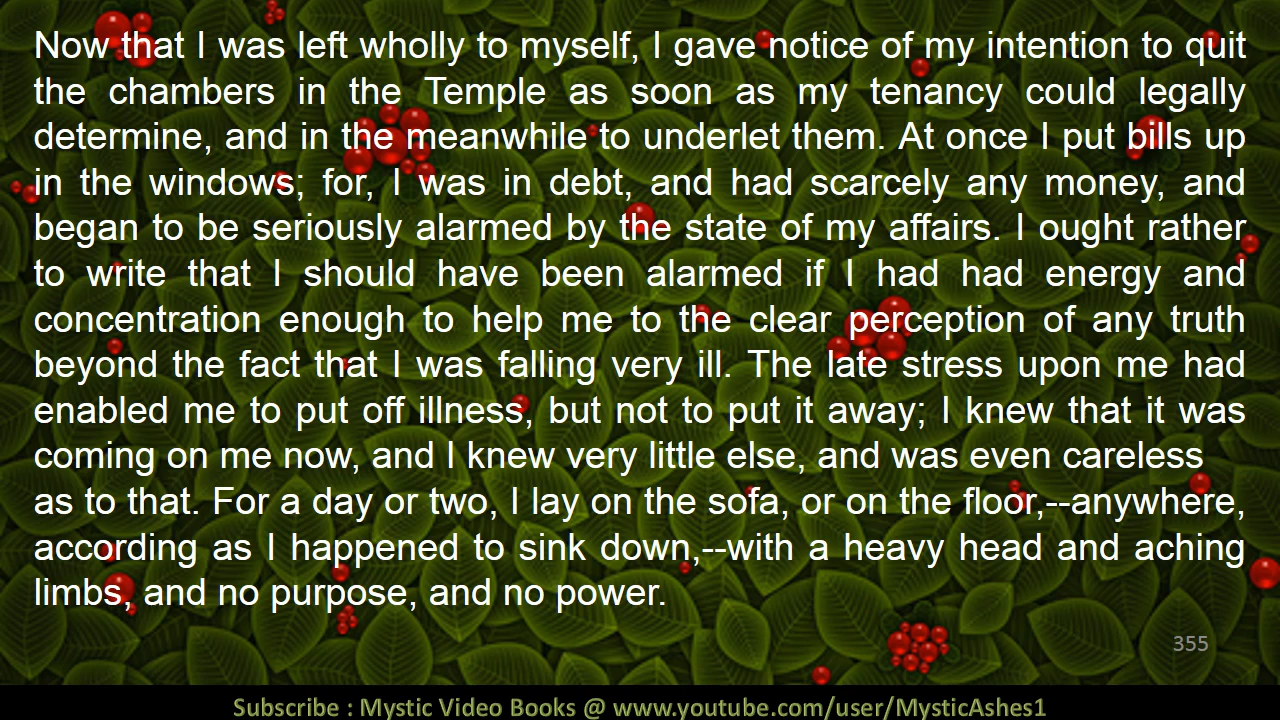 Now that I was left wholly to myself, I gave notice of my intention to quit
the chambers in the Temple as soon as my tenancy could legally
determine, and in the meanwhile to underlet them. At once I put bills up
in the windows; for, I was in debt, and had scarcely any money, and
began to be seriously alarmed by the state of my affairs. I ought rather
to write that I should have been alarmed if I had had energy and
concentration enough to help me to the clear perception of any truth
beyond the fact that I was falling very ill. The late stress upon me had
enabled me to put off illness, but not to put it away; I knew that it was
coming on me now, and I knew very little else, and was even careless
as to that. For a day or two, I lay on the sofa, or on the floor,--anywhere,
according as I happened to sink down,--with a heavy head and aching
limbs, and no purpose, and no power.
355
Subscribe : Mystic Video Books @ www.youtube.com/user/MysticAshes1